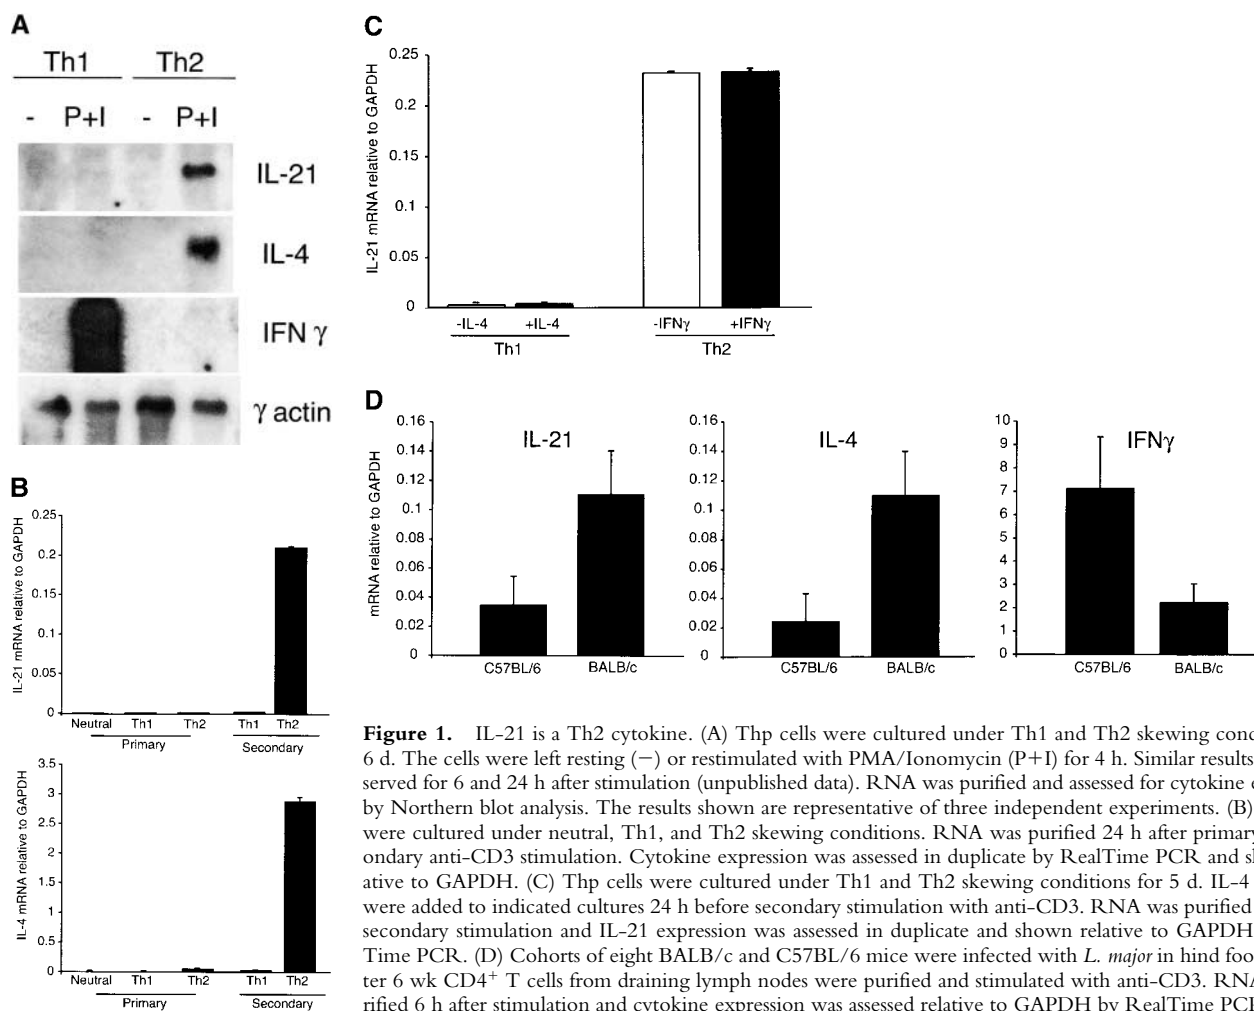 A
Th1 Th2
- P+I - P+I
IL-21
IL-4
IFN γ
γ actin
B
IL-21 mRNA relative to GAPDH
0.25
0.2
0.15
0.1
0.05
0
Neutral Th1 Th2 Th1 Th2
Primary Secondary
IL-4 mRNA relative to GAPDH
3.5
3
2.5
2
1.5
1
0.5
0
Neutral Th1 Th2 Th1 Th2
Primary Secondary
C
IL-21 mRNA relative to GAPDH
0.25
0.2
0.15
0.1
0.05
0
-IL-4 +IL-4 -IFNγ +IFNγ
Th1 Th2
D
mRNA relative to GAPDH
IL-21
0.16
0.14
0.12
0.1
0.08
0.06
0.04
0.02
0
C57BL/6 BALB/c
IL-4
0.16
0.14
0.12
0.1
0.08
0.06
0.04
0.02
0
C57BL/6 BALB/c
IFNγ
10
9
8
7
6
5
4
3
2
1
0
C57BL/6 BALB/c
Figure 1. IL-21 is a Th2 cytokine. (A) Thp cells were cultured under Th1 and Th2 skewing cond
6 d. The cells were left resting (−) or restimulated with PMA/Ionomycin (P+I) for 4 h. Similar results
served for 6 and 24 h after stimulation (unpublished data). RNA was purified and assessed for cytokine e
by Northern blot analysis. The results shown are representative of three independent experiments. (B)
were cultured under neutral, Th1, and Th2 skewing conditions. RNA was purified 24 h after primary
ondary anti-CD3 stimulation. Cytokine expression was assessed in duplicate by RealTime PCR and sh
ative to GAPDH. (C) Thp cells were cultured under Th1 and Th2 skewing conditions for 5 d. IL-4
were added to indicated cultures 24 h before secondary stimulation with anti-CD3. RNA was purified
secondary stimulation and IL-21 expression was assessed in duplicate and shown relative to GAPDH
Time PCR. (D) Cohorts of eight BALB/c and C57BL/6 mice were infected with L. major in hind foo
ter 6 wk CD4+ T cells from draining lymph nodes were purified and stimulated with anti-CD3. RNA
rified 6 h after stimulation and cytokine expression was assessed relative to GAPDH by RealTime PCR